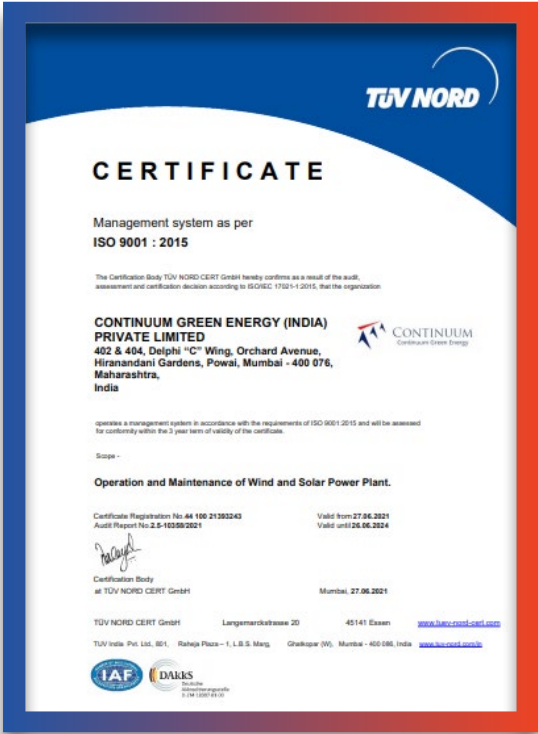 TÜV NORD
CERTIFICATE
Management system as per
ISO 9001 : 2015
The Certification Body TÜV NORD CERT GmbH hereby confirms as a result of the audit,
assessment and certification decision according to ISO/IEC 17021-1:2015, that the organization
CONTINUUM GREEN ENERGY (INDIA)
PRIVATE LIMITED
402 & 404, Delphi “C” Wing, Orchard Avenue,
Hiranandani Gardens, Powai, Mumbai - 400 076,
Maharashtra,
India
CONTINUUM
Continuum Green Energy
operates a management system in accordance with the requirements of ISO 9001:2015 and will be assessed
for conformity within the 3 year term of validity of the certificate.
Scope -
Operation and Maintenance of Wind and Solar Power Plant.
Certificate Registration No.44 100 21393243 Valid from 27.06.2021
Audit Report No.2.5-10358/2021 Valid until 26.06.2024
Certification Body
at TÜV NORD CERT GmbH Mumbai, 27.06.2021
TÜV NORD CERT GmbH Langemarckstrasse 20 45141 Essen www.tuev-nord-cert.com
TUV India Pvt. Ltd., 801, Raheja Plaza – 1, L.B.S. Marg, Ghatkopar (W), Mumbai - 400 086, India www.tuv-nord.com/in
IAF
DAkkS
Deutsche
Akkreditierungsstelle